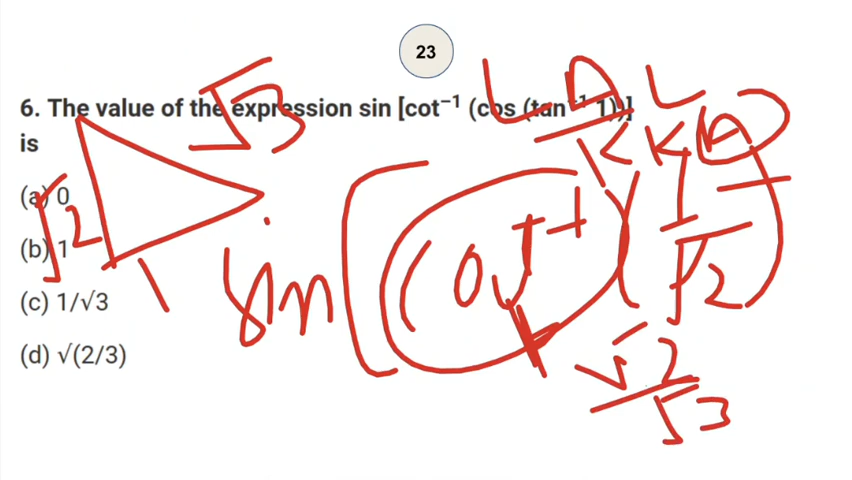 23
6. The value of the expression sin [cot⁻¹ (cos (tan⁻¹ 1))]
is
(a) 0
(b) 1
(c) 1/√3
(d) √(2/3)
√3
√2
1
sin [(cot⁻¹ (1/√2)
√2/√3